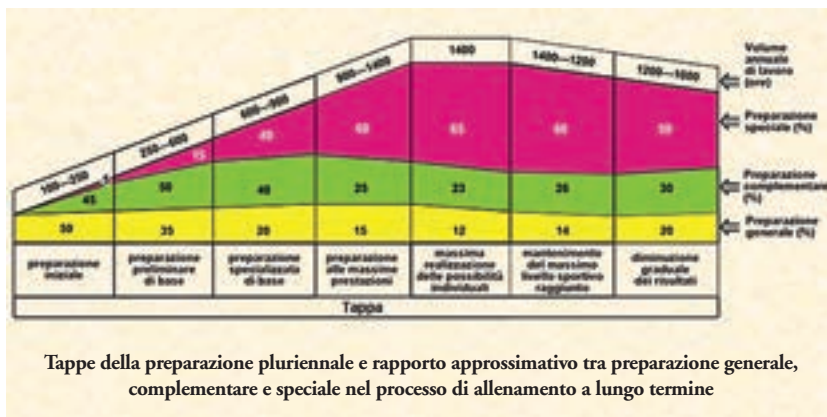 Volume
annuale
di lavoro
(ore)
1400
1400—1200
1200—1000
900—1400
600—900
250—600
100—250
Preparazione
speciale (%)
5
15
40
60
65
60
50
Preparazione
complementare
(%)
45
50
40
25
23
26
30
Preparazione
generale (%)
50
35
20
15
12
14
20
preparazione
iniziale
preparazione
preliminare
di base
preparazione
specializzata
di base
preparazione
alle massime
prestazioni
massima
realizzazione
delle possibilità
individuali
mantenimento
del massimo
livello sportivo
raggiunto
diminuzione
graduale
dei risultati
Tappa
Tappe della preparazione pluriennale e rapporto approssimativo tra preparazione generale,
complementare e speciale nel processo di allenamento a lungo termine